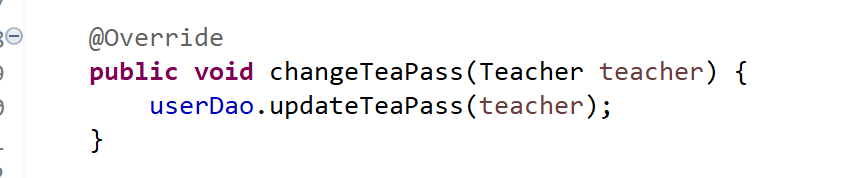 @Override
public void changeTeaPass(Teacher teacher) {
userDao.updateTeaPass(teacher);
}